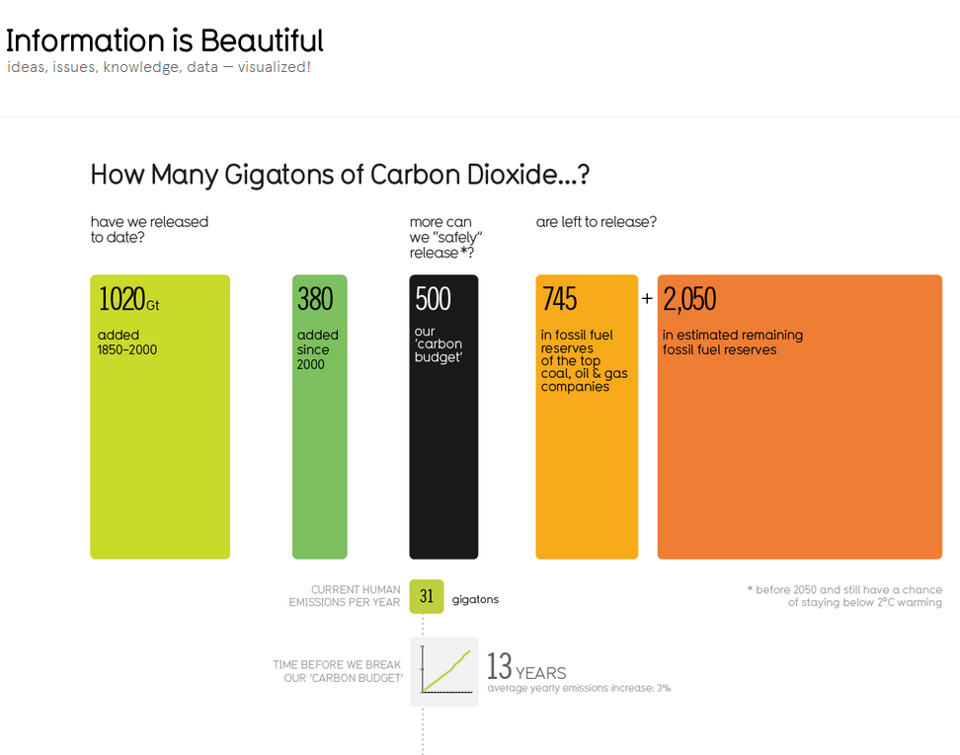 Information is Beautiful
ideas, issues, knowledge, data — visualized!
How Many Gigatons of Carbon Dioxide...?
have we released
to date?
more can
we "safely"
release*?
are left to release?
1020Gt
added
1850-2000
380
added
since
2000
500
our
'carbon
budget'
745
in fossil fuel
reserves
of the top
coal, oil & gas
companies
+
2,050
in estimated remaining
fossil fuel reserves
CURRENT HUMAN
EMISSIONS PER YEAR
31
gigatons
* before 2050 and still have a chance
of staying below 2ºC warming
TIME BEFORE WE BREAK
OUR 'CARBON BUDGET'
13 YEARS
average yearly emissions increase: 3%